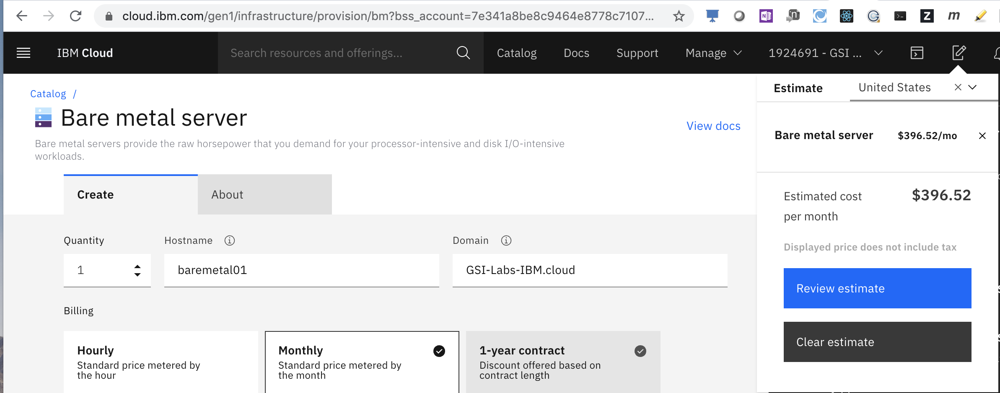 cloud.ibm.com/gen1/infrastructure/provision/bm?bss_account=7e341a8be8c9464e8778c7107...
IBM Cloud
Search resources and offerings...
Catalog
Docs
Support
Manage
1924691 - GSI ...
Catalog /
Bare metal server
View docs
Bare metal servers provide the raw horsepower that you demand for your processor-intensive and disk I/O-intensive
workloads.
Create
About
Quantity
Hostname
Domain
1
baremetal01
GSI-Labs-IBM.cloud
Billing
Hourly
Standard price metered by
the hour
Monthly
Standard price metered by
the month
1-year contract
Discount offered based on
contract length
Estimate
United States
Bare metal server
$396.52/mo
Estimated cost
per month
$396.52
Displayed price does not include tax
Review estimate
Clear estimate